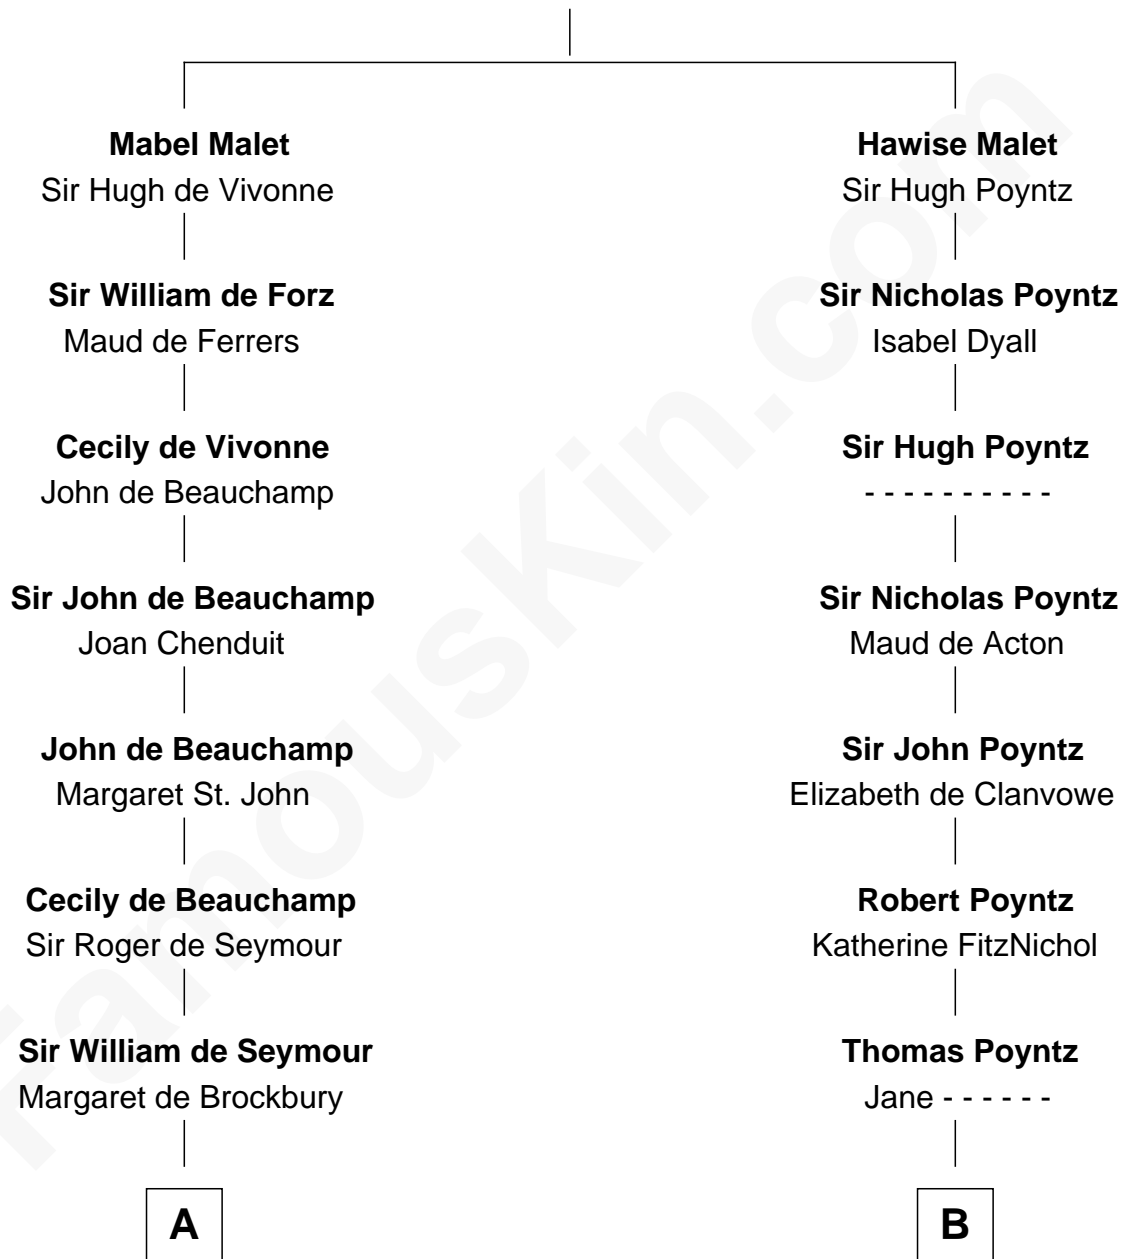 Mabel Malet
Sir Hugh de Vivonne
Sir William de Forz
Maud de Ferrers
Cecily de Vivonne
John de Beauchamp
Sir John de Beauchamp
Joan Chenduit
John de Beauchamp
Margaret St. John
Cecily de Beauchamp
Sir Roger de Seymour
Sir William de Seymour
Margaret de Brockbury
A
Hawise Malet
Sir Hugh Poyntz
Sir Nicholas Poyntz
Isabel Dyall
Sir Hugh Poyntz
- - - - - - - - - -
Sir Nicholas Poyntz
Maud de Acton
Sir John Poyntz
Elizabeth de Clanvowe
Robert Poyntz
Katherine FitzNichol
Thomas Poyntz
Jane - - - - - -
B
FamousKin.com